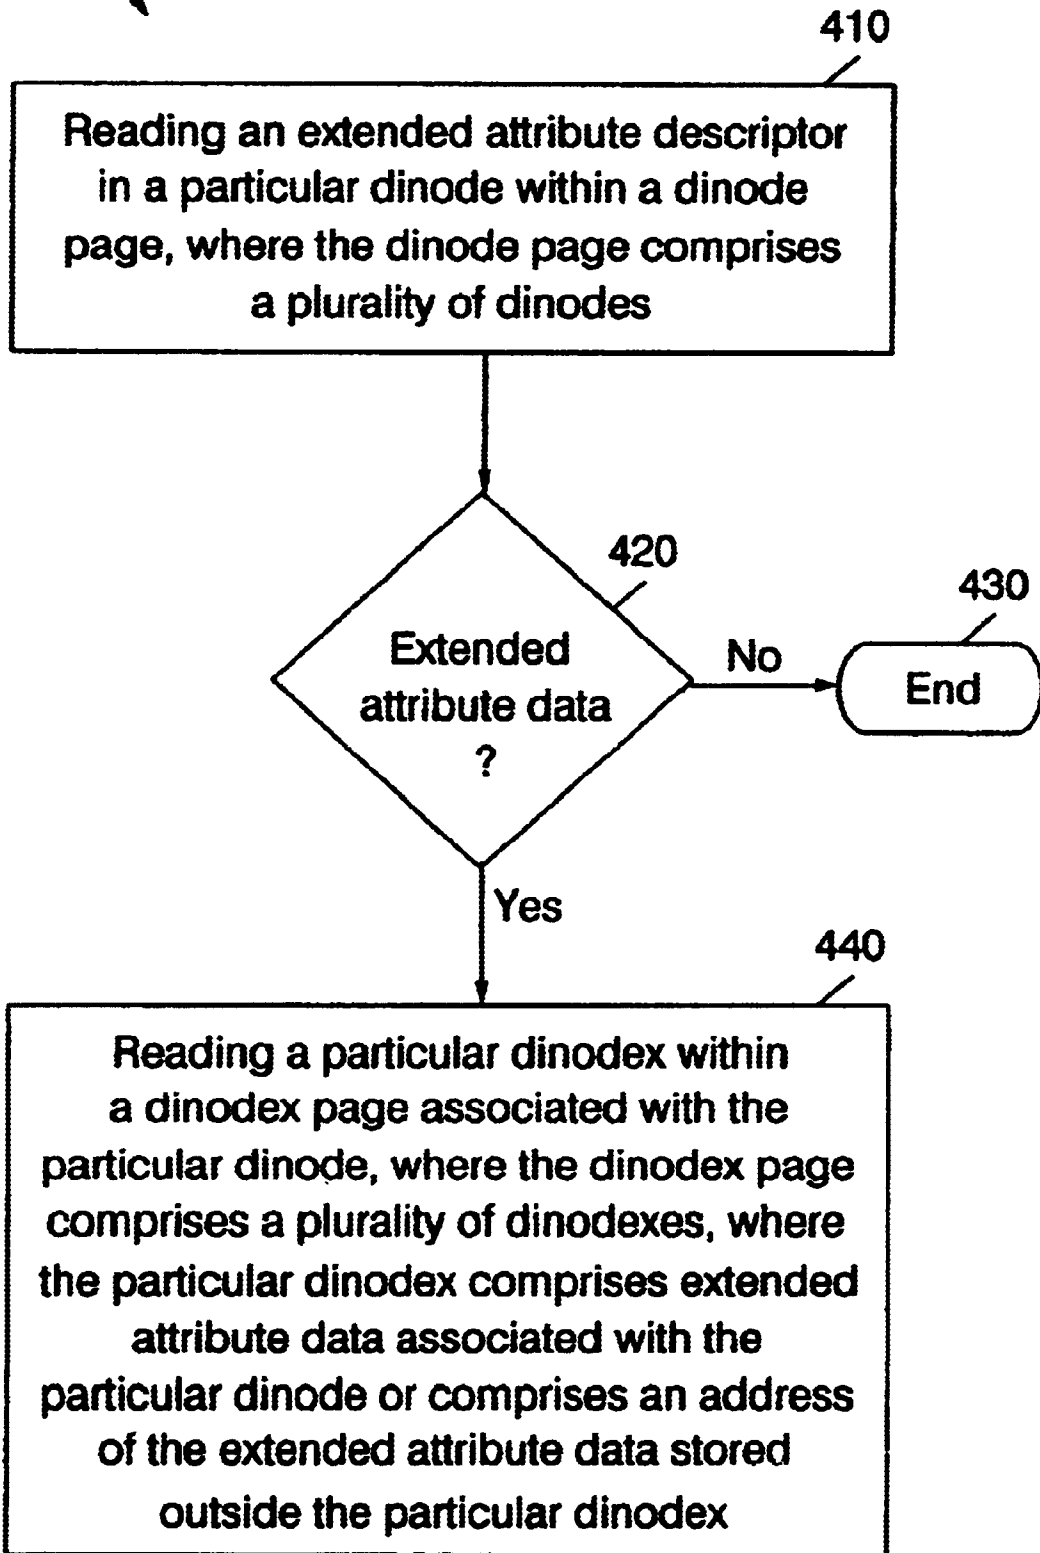 410
Reading an extended attribute descriptor
in a particular dinode within a dinode
page, where the dinode page comprises
a plurality of dinodes
420
430
Extended
attribute data
?
No
End
Yes
440
Reading a particular dinodex within
a dinodex page associated with the
particular dinode, where the dinodex page
comprises a plurality of dinodexes, where
the particular dinodex comprises extended
attribute data associated with the
particular dinode or comprises an address
of the extended attribute data stored
outside the particular dinodex